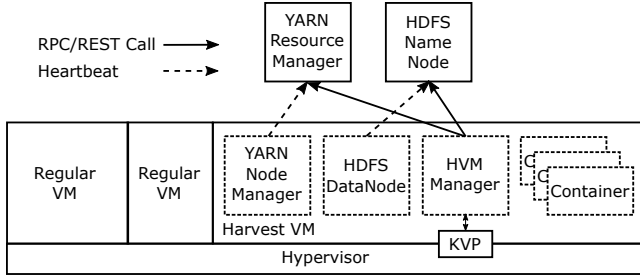 YARN
Resource
Manager
HDFS
Name
Node
RPC/REST Call
Heartbeat
Regular
VM
Regular
VM
YARN
Node
Manager
HDFS
DataNode
HVM
Manager
C
C
Container
Harvest VM
KVP
Hypervisor